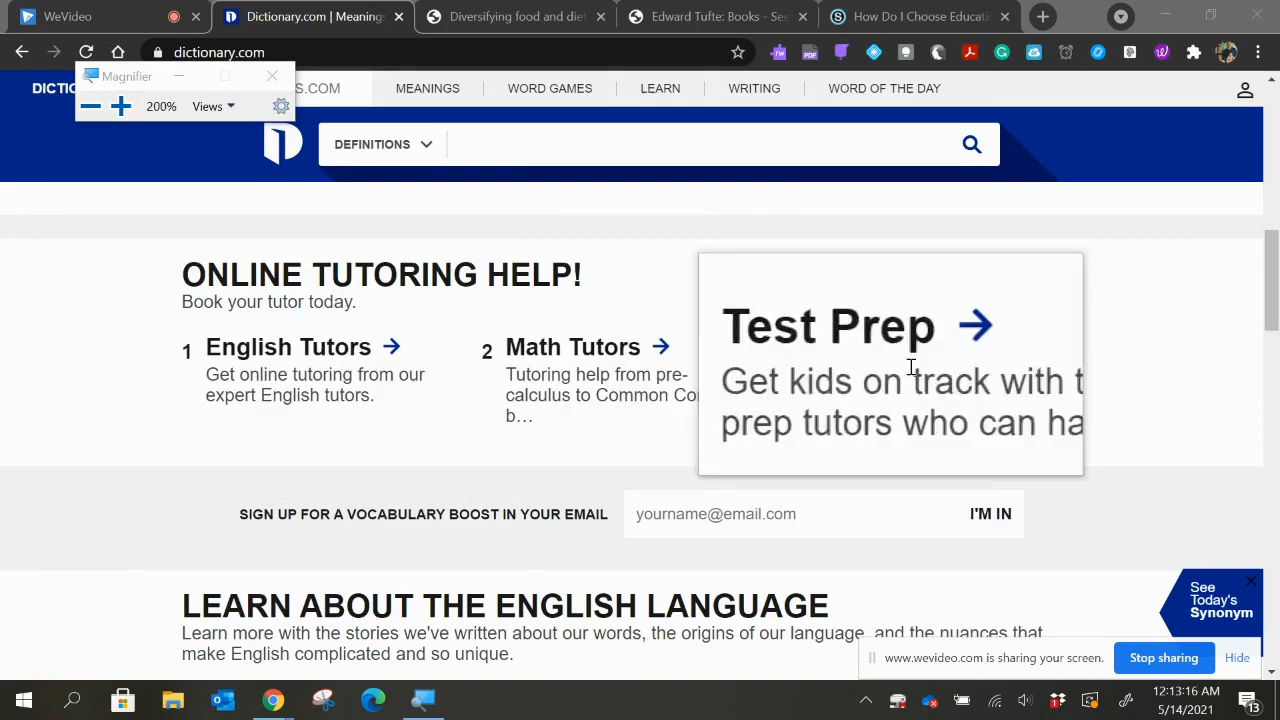 WeVideo
Dictionary.com | Meaning
Diversifying food and die
Edward Tufte: Books - See
How Do I Choose Educati
dictionary.com
Magnifier
200% Views
DICT
S.COM
MEANINGS
WORD GAMES
LEARN
WRITING
WORD OF THE DAY
DEFINITIONS
ONLINE TUTORING HELP!
Book your tutor today.
1 English Tutors →
Get online tutoring from our
expert English tutors.
2 Math Tutors →
Tutoring help from pre-
calculus to Common Co
b…
Test Prep →
Get kids on track with t
prep tutors who can ha
SIGN UP FOR A VOCABULARY BOOST IN YOUR EMAIL
yourname@email.com
I'M IN
LEARN ABOUT THE ENGLISH LANGUAGE
Learn more with the stories we've written about our words, the origins of our language, and the nuances that
make English complicated and so unique.
See
Today's
Synonym
www.wevideo.com is sharing your screen.
Stop sharing
Hide
12:13:16 AM
5/14/2021
13